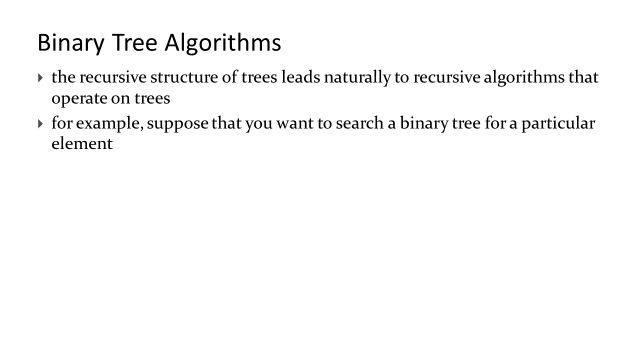 Binary Tree Algorithms
the recursive structure of trees leads naturally to recursive algorithms that
operate on trees
for example, suppose that you want to search a binary tree for a particular
element